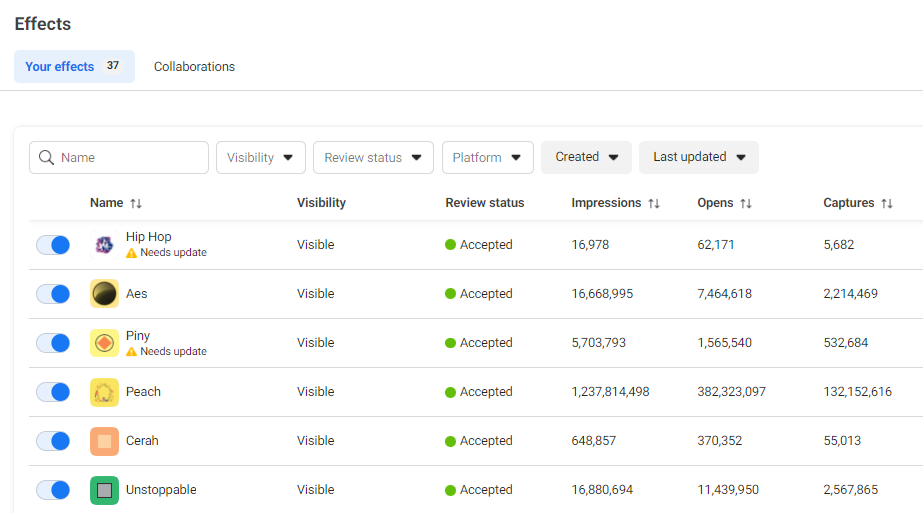 Effects
Your effects 37 Collaborations
Name Visibility Review status Platform Created Last updated
Name Visibility Review status Impressions Opens Captures
Hip Hop
Needs update
Visible Accepted 16,978 62,171 5,682
Aes Visible Accepted 16,668,995 7,464,618 2,214,469
Piny
Needs update
Visible Accepted 5,703,793 1,565,540 532,684
Peach Visible Accepted 1,237,814,498 382,323,097 132,152,616
Cerah Visible Accepted 648,857 370,352 55,013
Unstoppable Visible Accepted 16,880,694 11,439,950 2,567,865